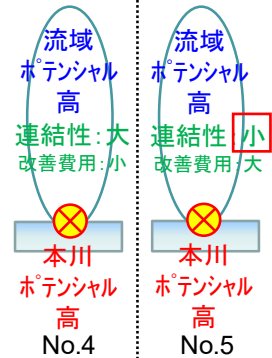 流域
ポテンシャル
高
連結性:大
改善費用:小
本川
ポテンシャル
高
No.4
流域
ポテンシャル
高
連結性:小
改善費用:大
本川
ポテンシャル
高
No.5